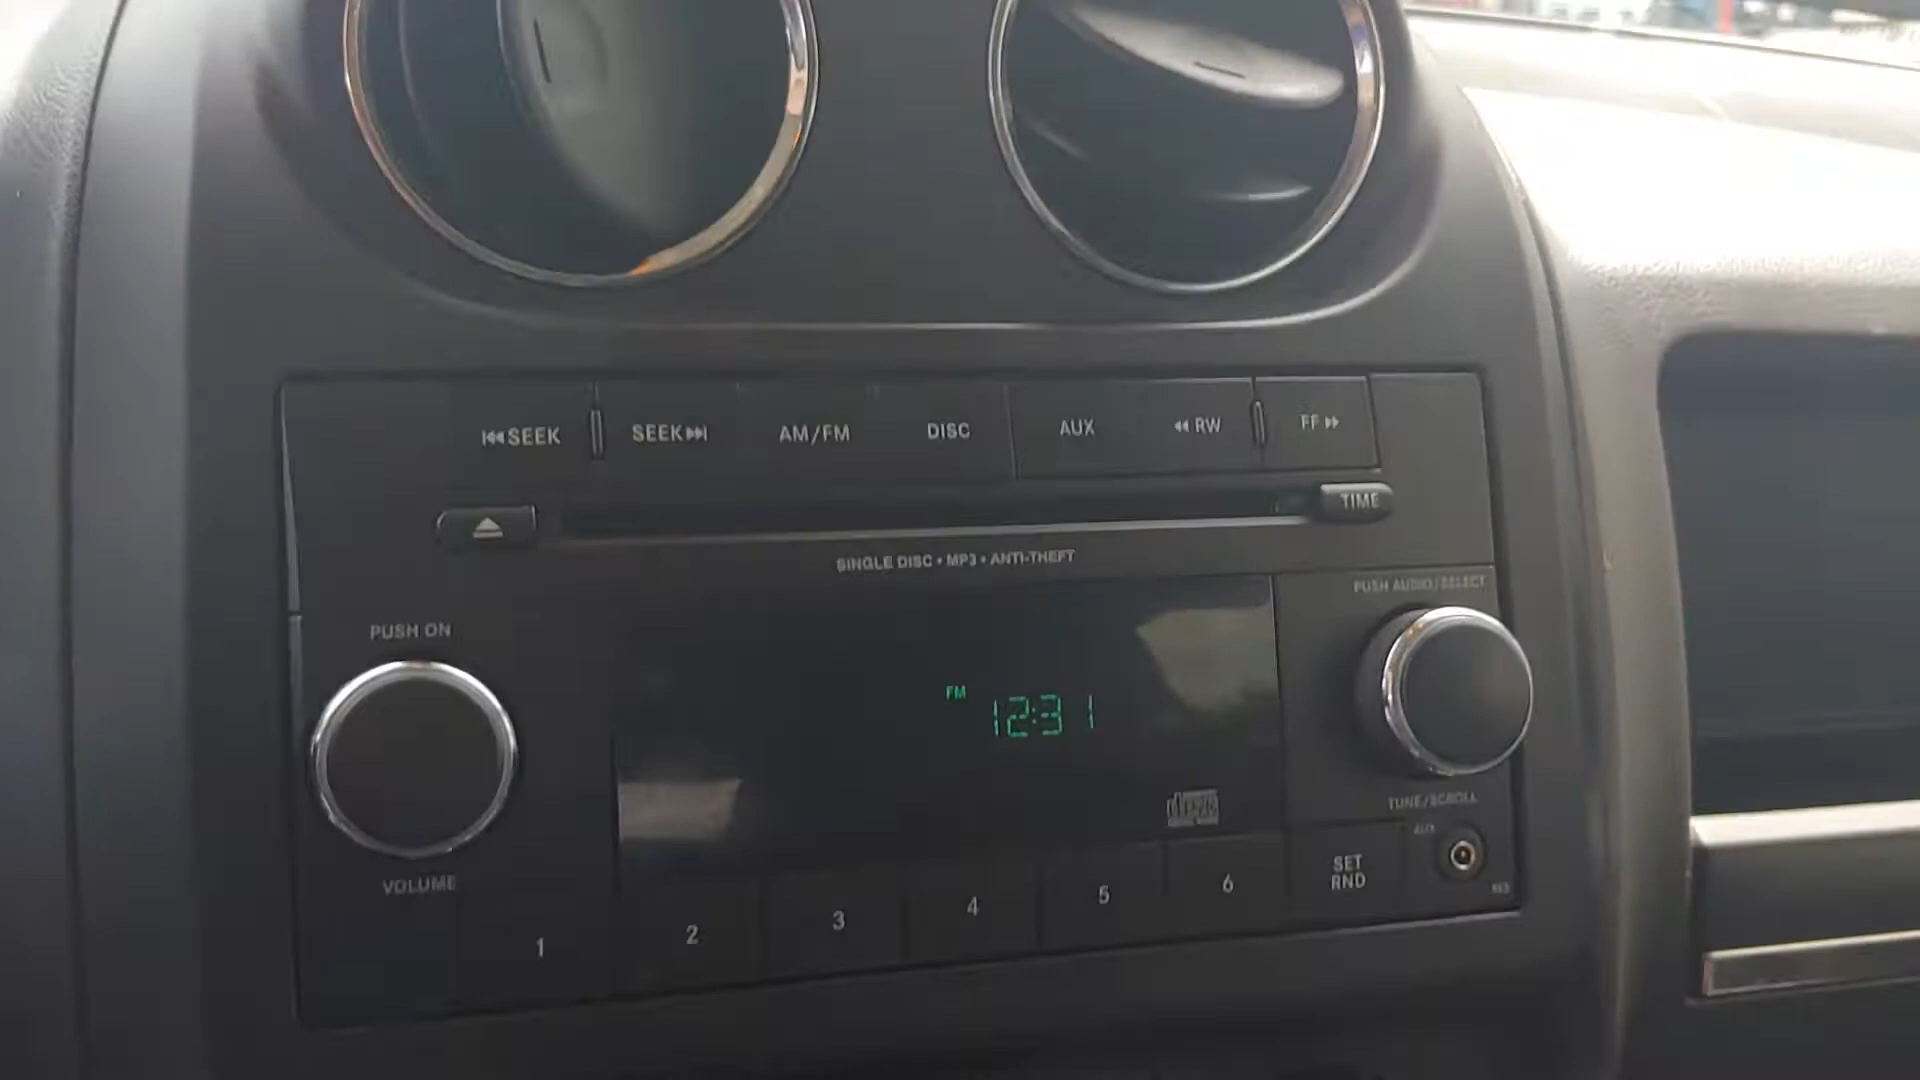 ⏮SEEK SEEK⏭ AM/FM DISC AUX ◀◀ RW FF ▶▶
TIME
SINGLE DISC • MP3 • ANTI-THEFT
PUSH AUDIO/SELECT
PUSH ON
FM
12:31
TUNE/SCROLL
AUX
VOLUME
SET
RND
1 2 3 4 5 6